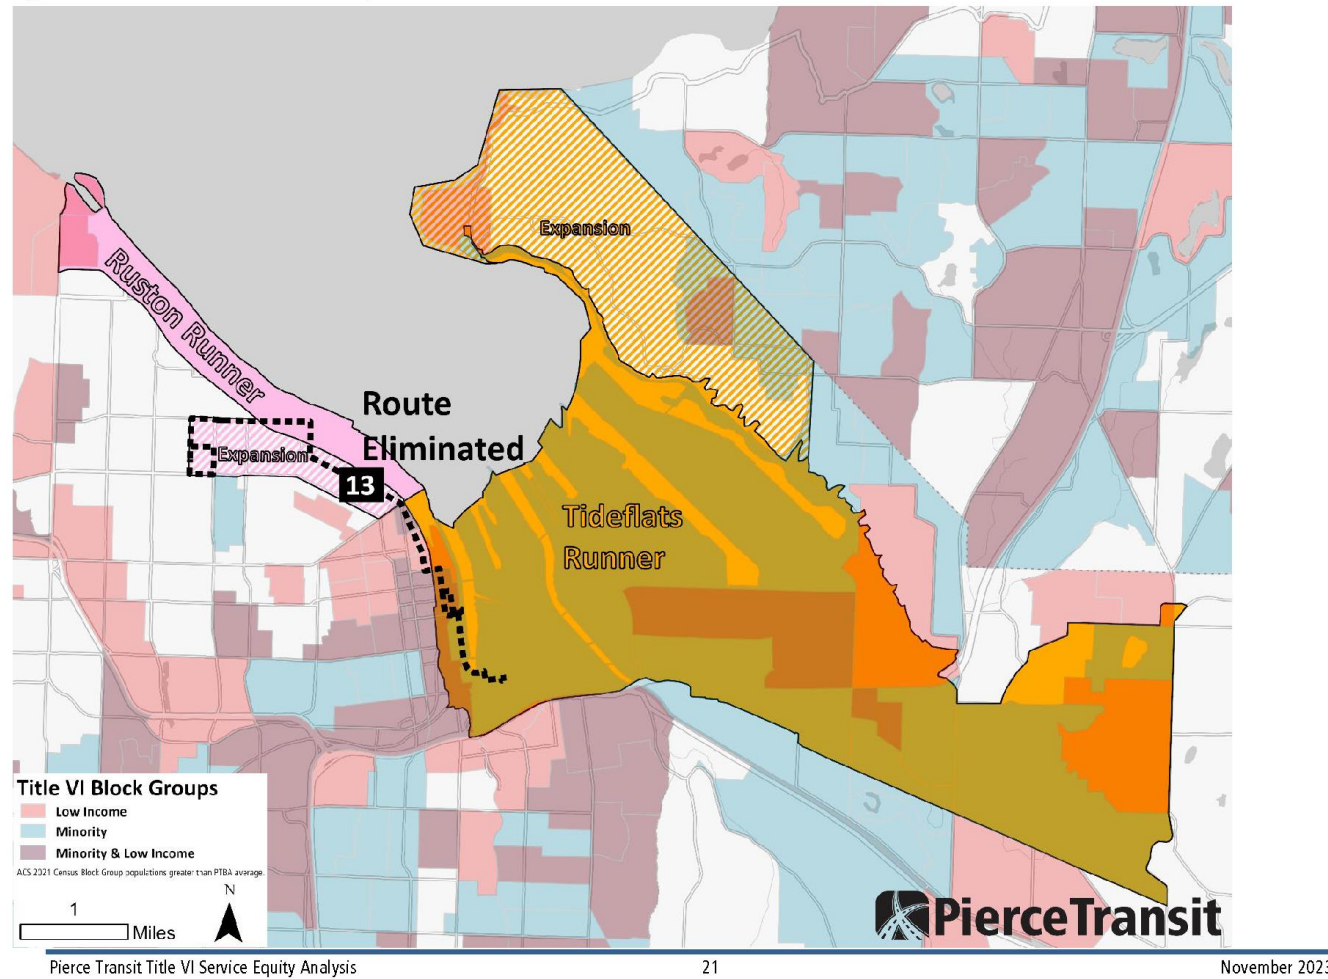 Expansion
Ruston Runner
Route
Eliminated
Expansion
13
Tideflats
Runner
Title VI Block Groups
Low Income
Minority
Minority & Low Income
ACS 2021 Census Block Group populations greater than PTBA average.
N
1
Miles
PierceTransit
Pierce Transit Title VI Service Equity Analysis
21
November 2023